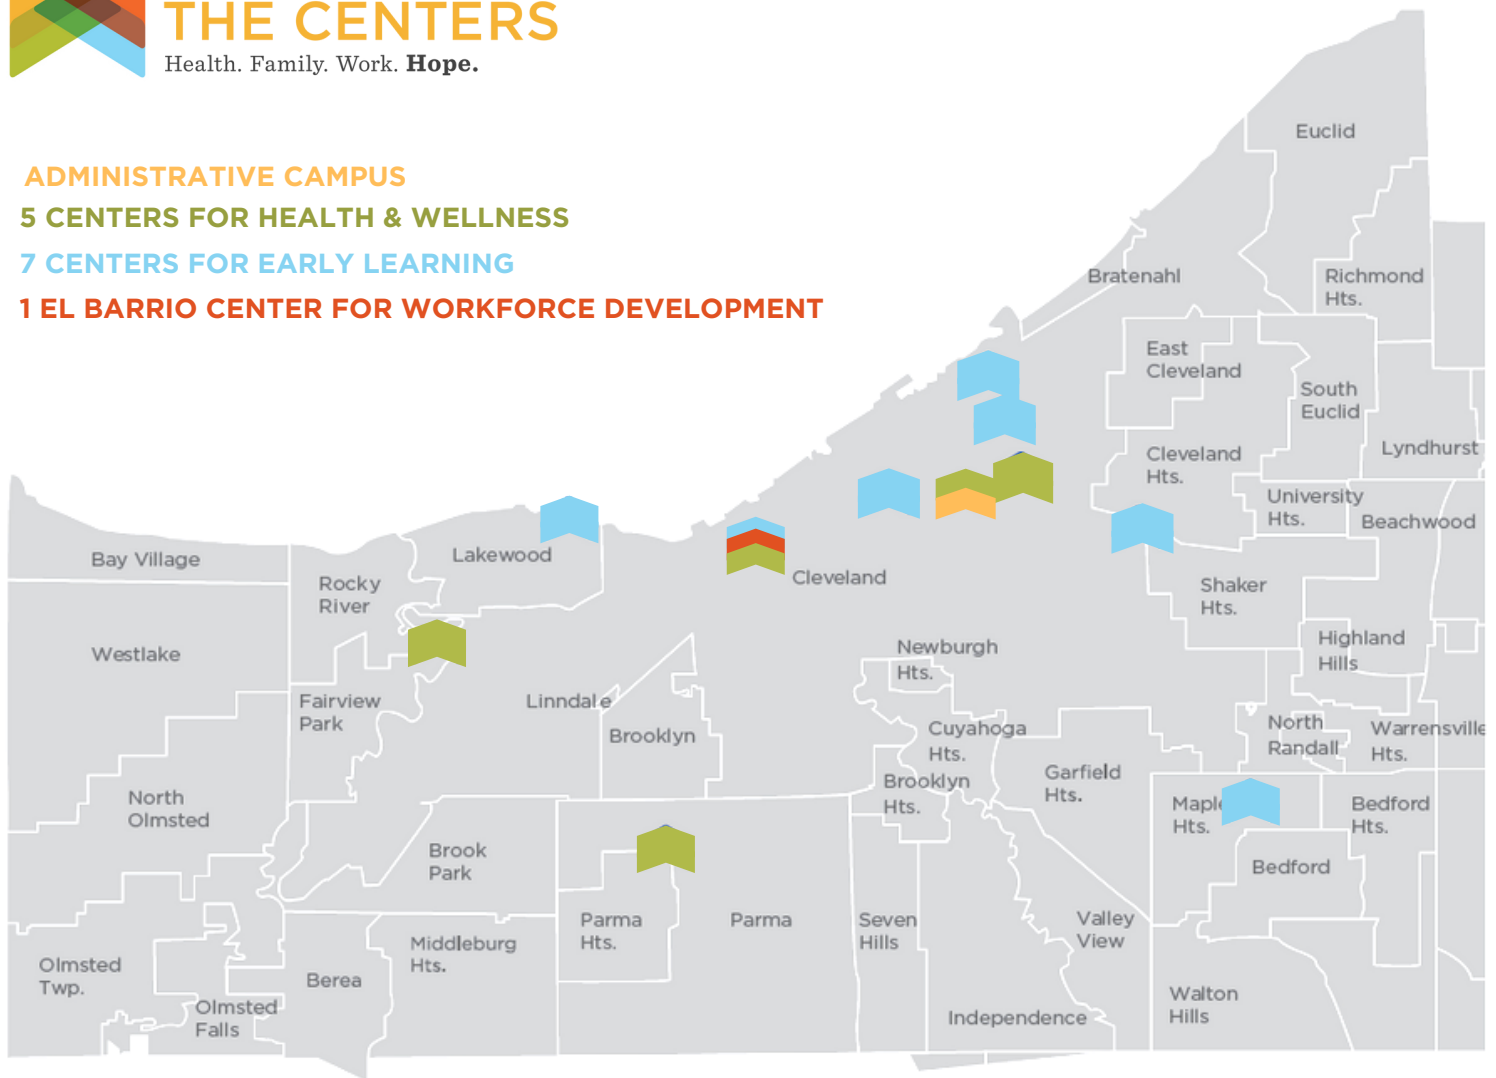 THE CENTERS
Health. Family. Work. Hope.
ADMINISTRATIVE CAMPUS
5 CENTERS FOR HEALTH & WELLNESS
7 CENTERS FOR EARLY LEARNING
1 EL BARRIO CENTER FOR WORKFORCE DEVELOPMENT
Euclid
Bratenahl
Richmond
Hts.
East
Cleveland
South
Euclid
Lyndhurst
Cleveland
Hts.
University
Hts.
Beachwood
Bay Village
Rocky
River
Lakewood
Cleveland
Shaker
Hts.
Westlake
Highland
Hills
Newburgh
Hts.
Fairview
Park
Linndale
Brooklyn
Cuyahoga
Hts.
North
Randall
Warrensville
Hts.
Brooklyn
Hts.
Garfield
Hts.
North
Olmsted
Maple
Hts.
Bedford
Hts.
Brook
Park
Bedford
Parma
Hts.
Parma
Seven
Hills
Valley
View
Middleburg
Hts.
Olmsted
Twp.
Berea
Olmsted
Falls
Walton
Hills
Independence